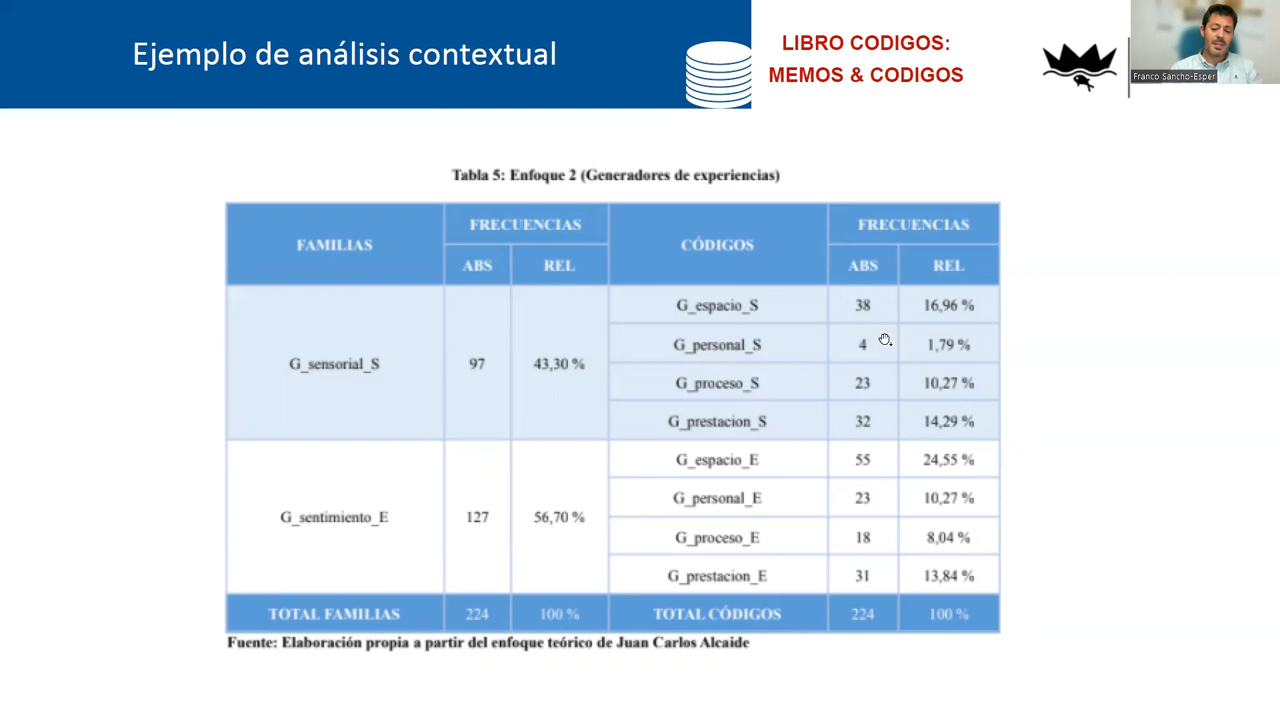 Ejemplo de análisis contextual
LIBRO CODIGOS:
MEMOS & CODIGOS
Franco Sancho-Esper
Tabla 5: Enfoque 2 (Generadores de experiencias)
FAMILIAS FRECUENCIAS CÓDIGOS FRECUENCIAS
ABS REL ABS REL
G_sensorial_S 97 43,30 %
G_espacio_S 38 16,96 %
G_personal_S 4 1,79 %
G_proceso_S 23 10,27 %
G_prestacion_S 32 14,29 %
G_sentimiento_E 127 56,70 %
G_espacio_E 55 24,55 %
G_personal_E 23 10,27 %
G_proceso_E 18 8,04 %
G_prestacion_E 31 13,84 %
TOTAL FAMILIAS 224 100 % TOTAL CÓDIGOS 224 100 %
Fuente: Elaboración propia a partir del enfoque teórico de Juan Carlos Alcaide